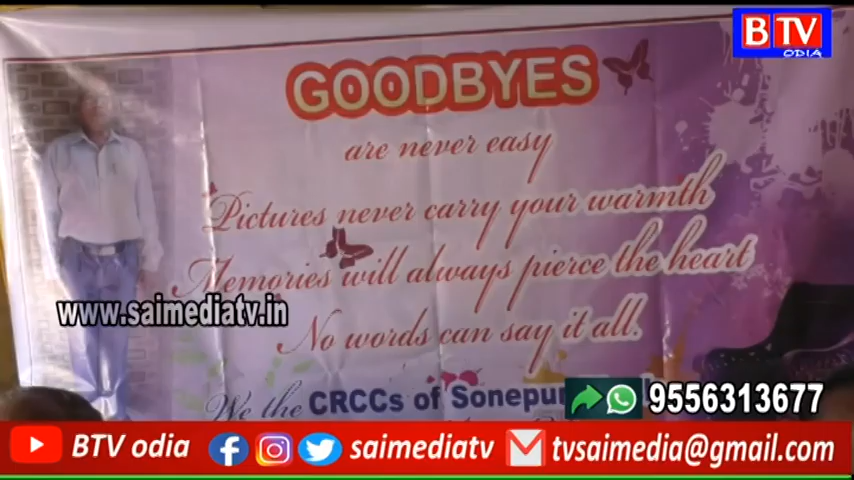 BTV
ODIA
GOODBYES
are never easy
Pictures never carry your warmth
Memories will always pierce the heart
No words can say it all.
www.saimediatv.in
We the CRCCs of Sonepur
9556313677
BTV odia saimediatv tvsaimedia@gmail.com